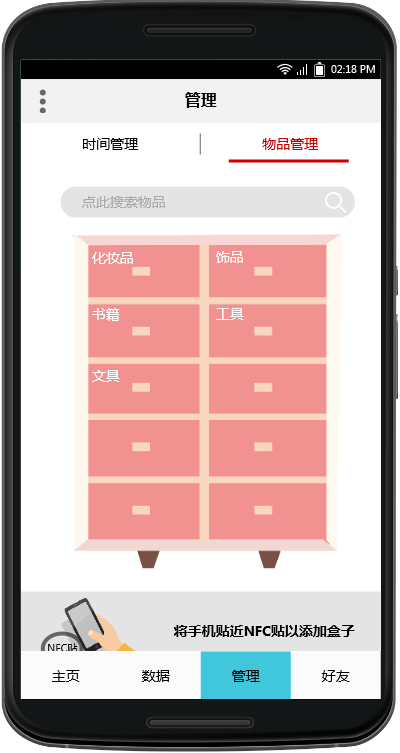 02:18 PM
管理
时间管理
物品管理
点此搜索物品
化妆品
饰品
书籍
工具
文具
将手机贴近NFC贴以添加盒子
NFC贴
主页
数据
管理
好友